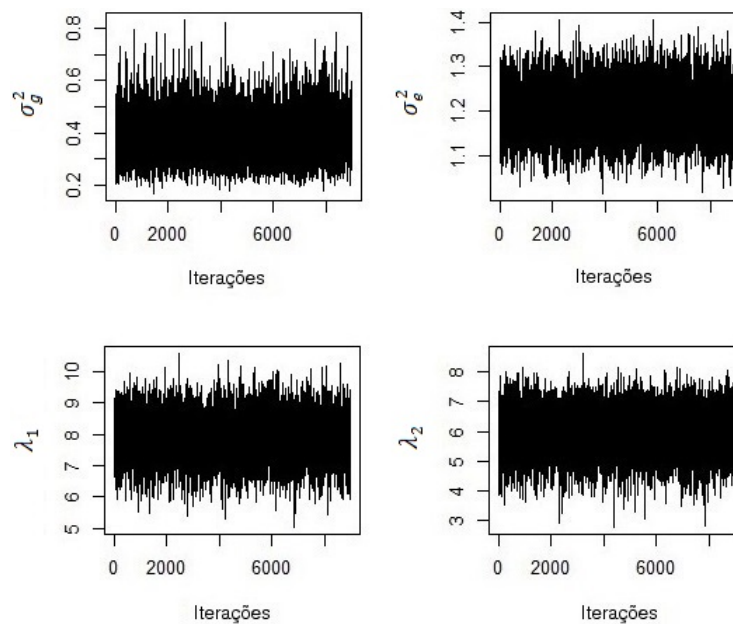 σ²g
0.2 0.4 0.6 0.8
0 2000 6000
Iterações
σ²e
1.1 1.2 1.3 1.4
0 2000 6000
Iterações
λ1
5 6 7 8 9 10
0 2000 6000
Iterações
λ2
3 4 5 6 7 8
0 2000 6000
Iterações